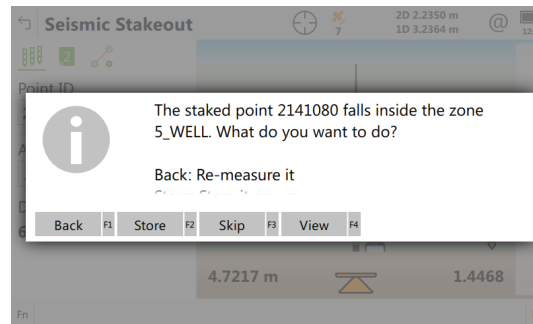 Seismic Stakeout
7
2D 2.2350 m
1D 3.2364 m
@
2
Point ID
The staked point 2141080 falls inside the zone
5_WELL. What do you want to do?
Back: Re-measure it
Back F1 Store F2 Skip F3 View F4
4.7217 m
1.4468
Fn